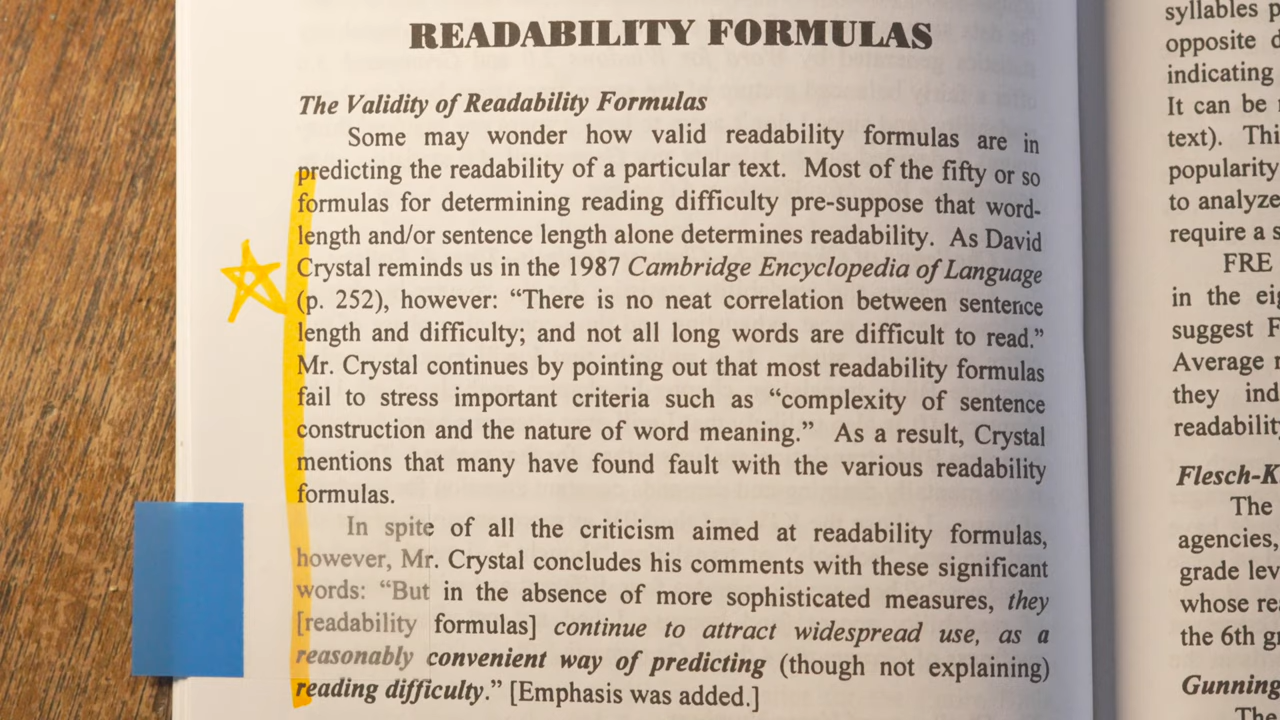 READABILITY FORMULAS
The Validity of Readability Formulas
Some may wonder how valid readability formulas are in
predicting the readability of a particular text. Most of the fifty or so
formulas for determining reading difficulty pre-suppose that word-
length and/or sentence length alone determines readability. As David
Crystal reminds us in the 1987 Cambridge Encyclopedia of Language
(p. 252), however: “There is no neat correlation between sentence
length and difficulty; and not all long words are difficult to read.”
Mr. Crystal continues by pointing out that most readability formulas
fail to stress important criteria such as “complexity of sentence
construction and the nature of word meaning.” As a result, Crystal
mentions that many have found fault with the various readability
formulas.
In spite of all the criticism aimed at readability formulas,
however, Mr. Crystal concludes his comments with these significant
words: “But in the absence of more sophisticated measures, they
[readability formulas] continue to attract widespread use, as a
reasonably convenient way of predicting (though not explaining)
reading difficulty.” [Emphasis was added.]
syllables
opposite
indicating
It can be
text).
popularity
to analyze
require a
FRE
in the
suggest
Average
they
Flesch-K
The
agencies,
grade
whose
the 6th
Gunning
The